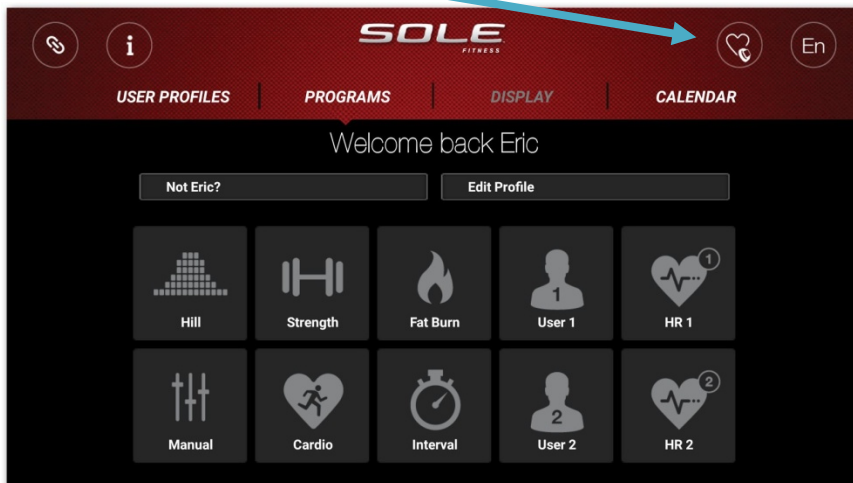 i
SOLE
FITNESS
En
USER PROFILES PROGRAMS DISPLAY CALENDAR
Welcome back Eric
Not Eric? Edit Profile
1 1
Hill Strength Fat Burn User 1 HR 1
2 2
Manual Cardio Interval User 2 HR 2